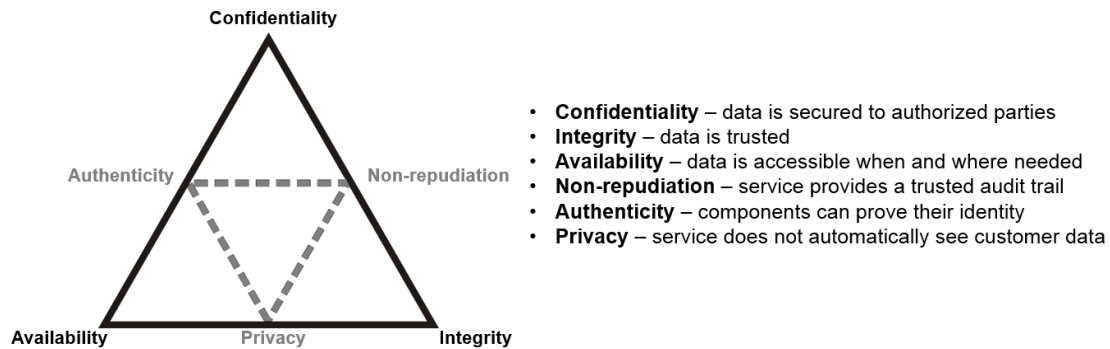 Confidentiality
Authenticity
Non-repudiation
Availability
Privacy
Integrity
• Confidentiality – data is secured to authorized parties
• Integrity – data is trusted
• Availability – data is accessible when and where needed
• Non-repudiation – service provides a trusted audit trail
• Authenticity – components can prove their identity
• Privacy – service does not automatically see customer data